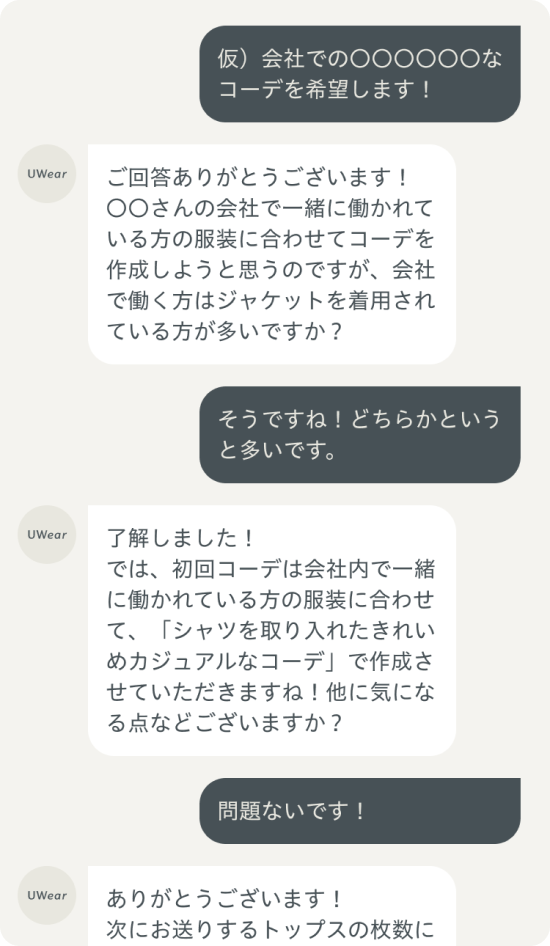 仮）会社での〇〇〇〇〇〇な
コーデを希望します！
UWear
ご回答ありがとうございます！
〇〇さんの会社で一緒に働かれて
いる方の服装に合わせてコーデを
作成しようと思うのですが、会社
で働く方はジャケットを着用され
ている方が多いですか？
そうですね！どちらかという
と多いです。
UWear
了解しました！
では、初回コーデは会社内で一緒
に働かれている方の服装に合わせ
て、「シャツを取り入れたきれい
めカジュアルなコーデ」で作成さ
せていただきますね！他に気にな
る点などございますか？
問題ないです！
UWear
ありがとうございます！
次にお送りするトップスの枚数に